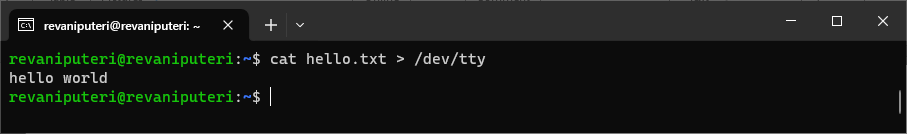 revaniputeri@revaniputeri: ~
revaniputeri@revaniputeri:~$ cat hello.txt > /dev/tty
hello world
revaniputeri@revaniputeri:~$